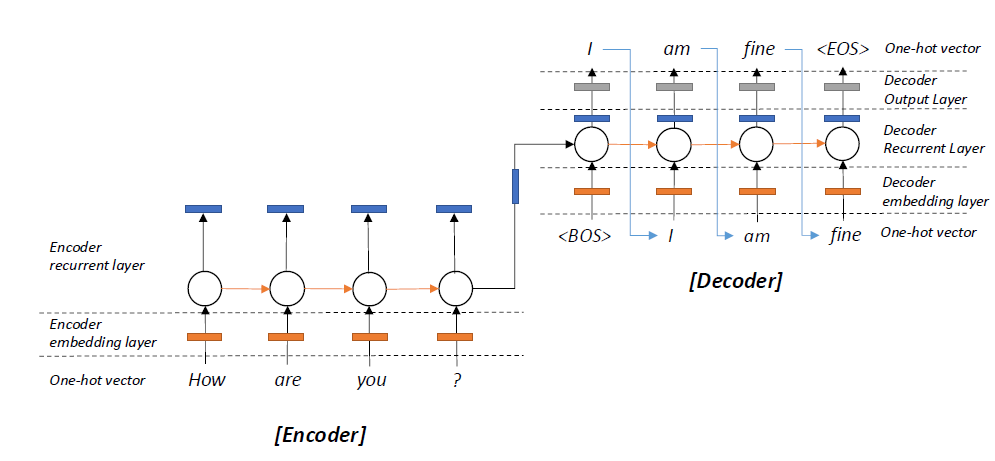 I am fine <EOS> One-hot vector
Decoder
Output Layer
Decoder
Recurrent Layer
Decoder
embedding layer
<BOS> I am fine One-hot vector
[Decoder]
Encoder
recurrent layer
Encoder
embedding layer
One-hot vector How are you ?
[Encoder]